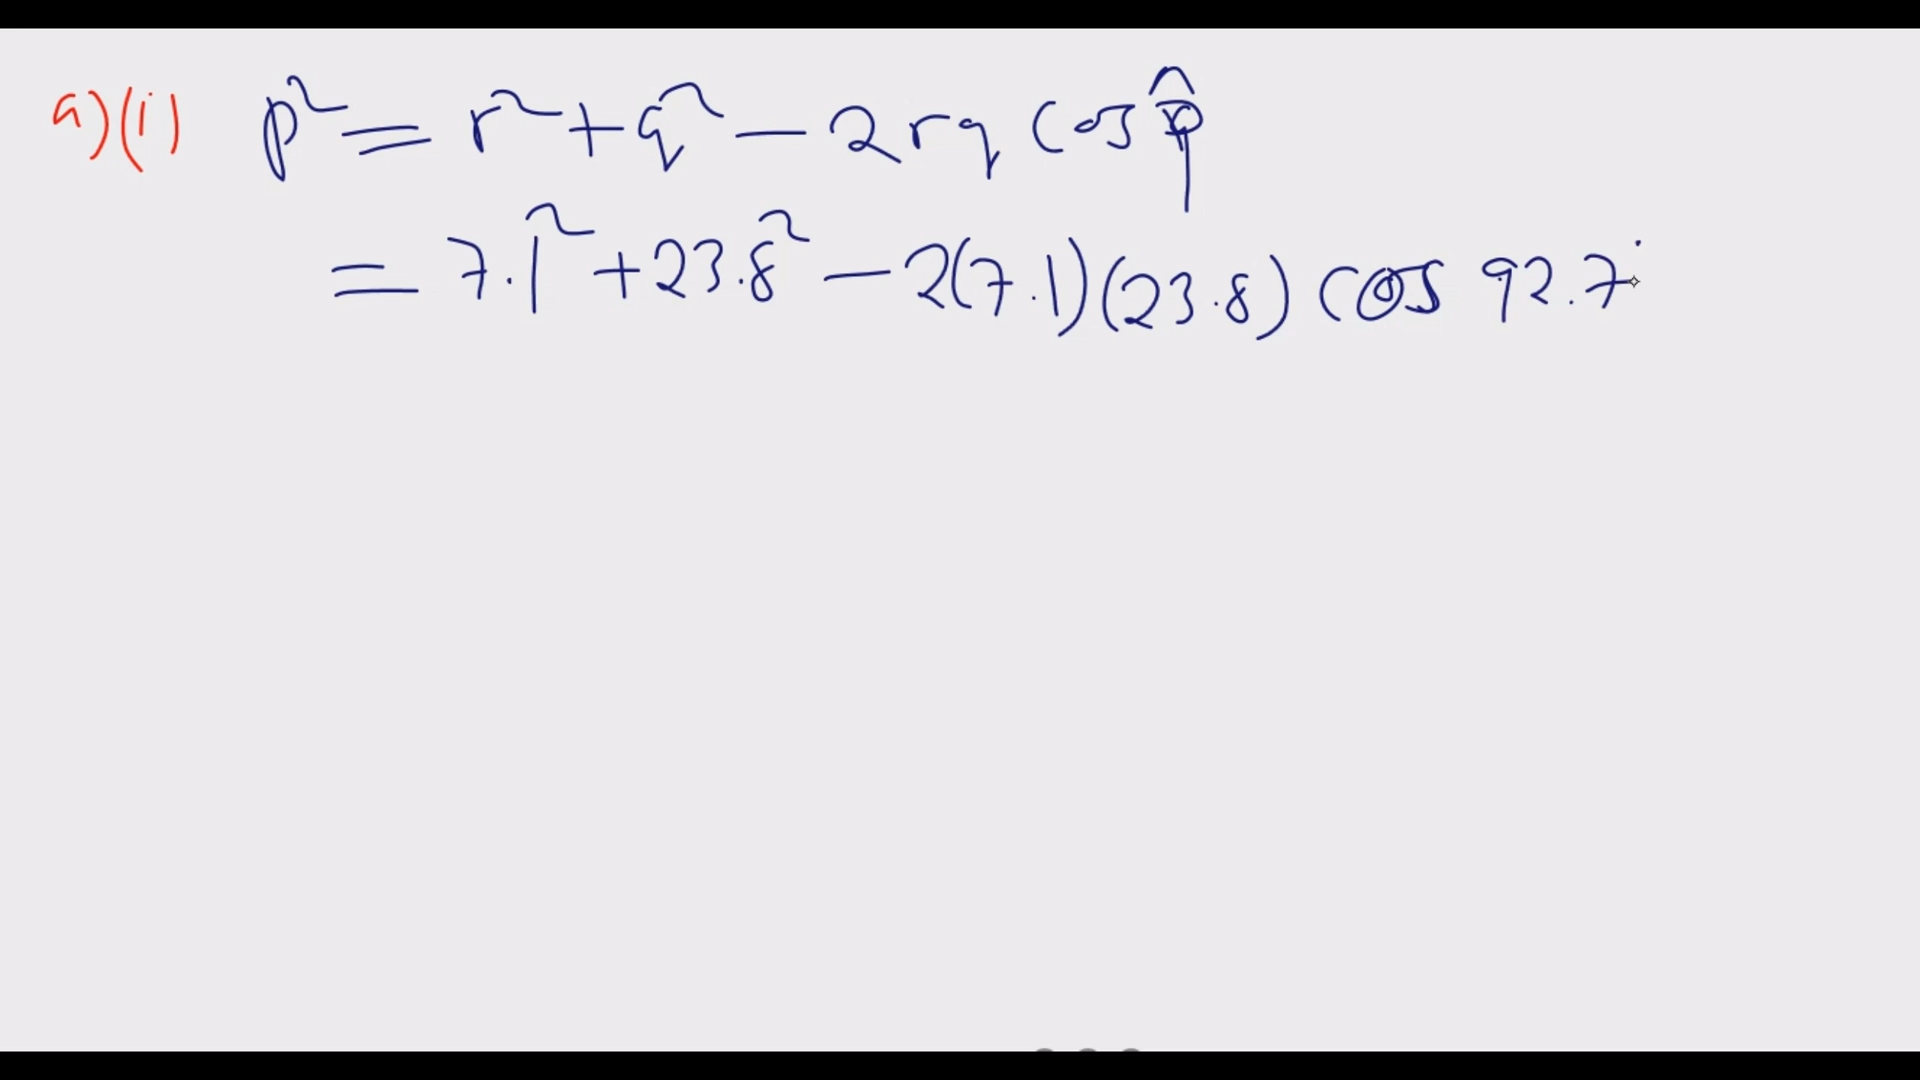 a)(i) p² = r² + q² - 2rq cos p̂
= 7.1² + 23.8² - 2(7.1)(23.8) cos 92.7°